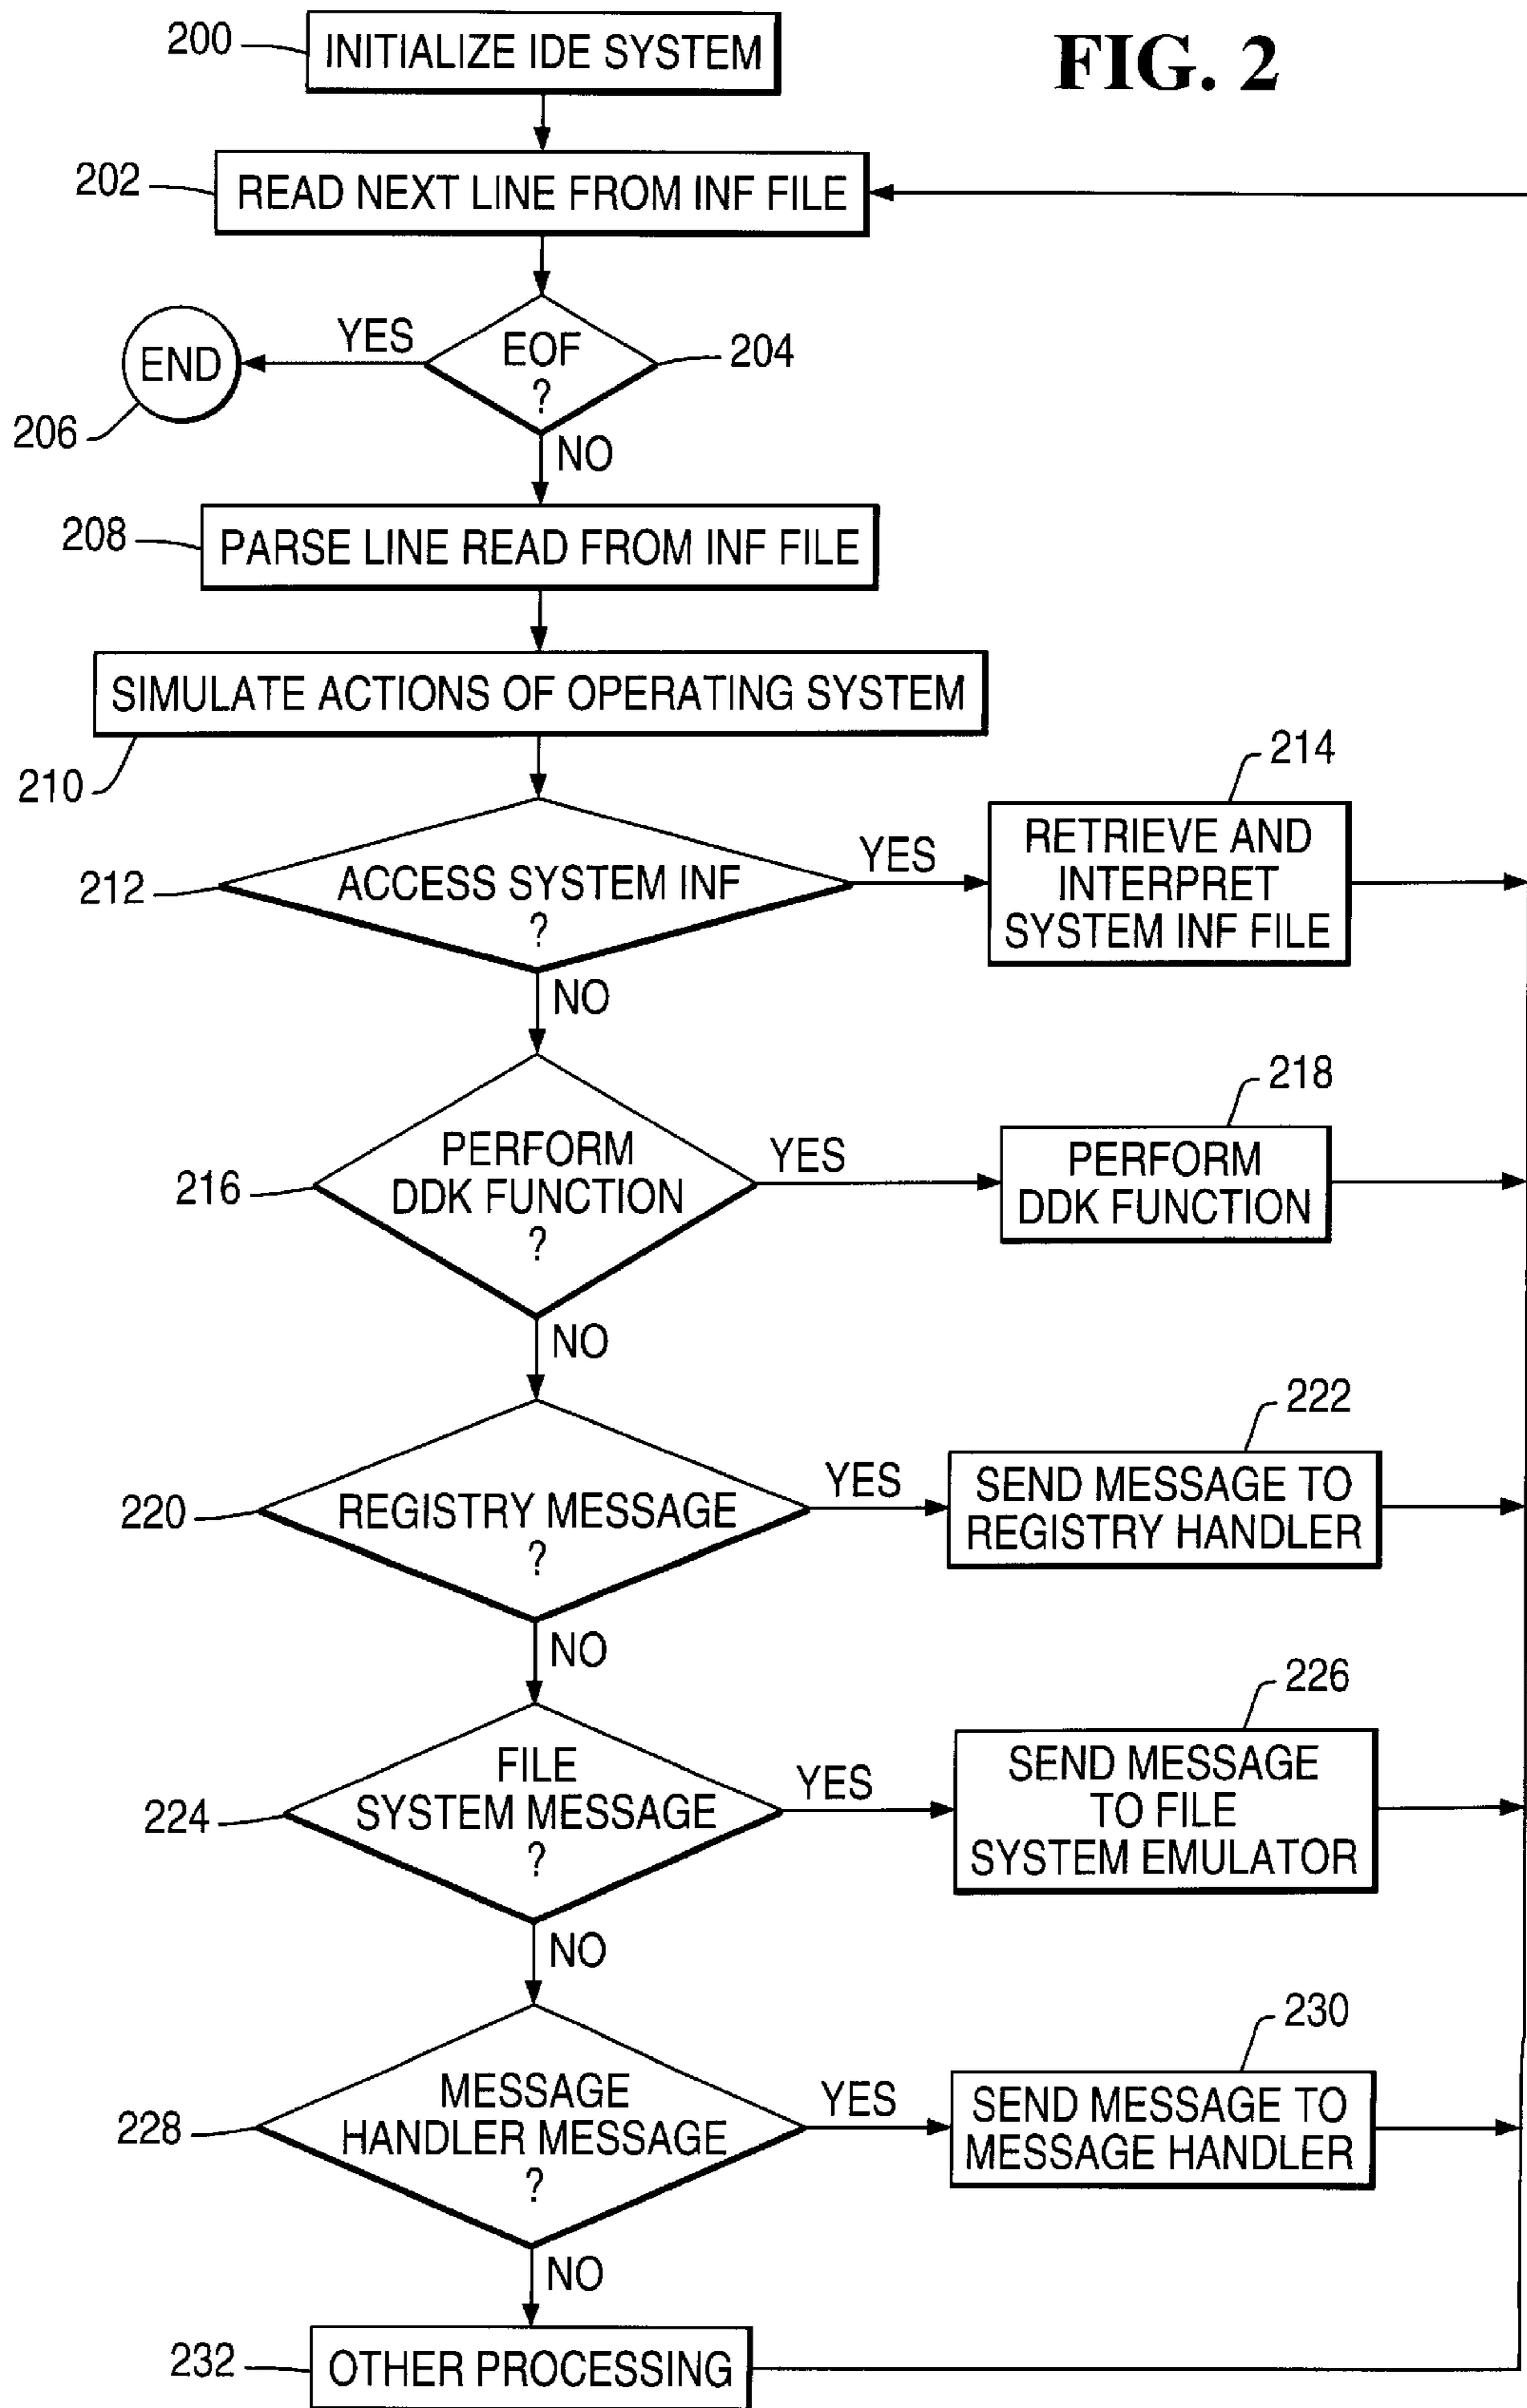 FIG. 2
200
INITIALIZE IDE SYSTEM
202
READ NEXT LINE FROM INF FILE
EOF
?
204
YES
END
206
NO
208
PARSE LINE READ FROM INF FILE
SIMULATE ACTIONS OF OPERATING SYSTEM
210
212
ACCESS SYSTEM INF
?
YES
214
RETRIEVE AND
INTERPRET
SYSTEM INF FILE
NO
216
PERFORM
DDK FUNCTION
?
YES
218
PERFORM
DDK FUNCTION
NO
220
REGISTRY MESSAGE
?
YES
222
SEND MESSAGE TO
REGISTRY HANDLER
NO
224
FILE
SYSTEM MESSAGE
?
YES
226
SEND MESSAGE
TO FILE
SYSTEM EMULATOR
NO
228
MESSAGE
HANDLER MESSAGE
?
YES
230
SEND MESSAGE TO
MESSAGE HANDLER
NO
232
OTHER PROCESSING